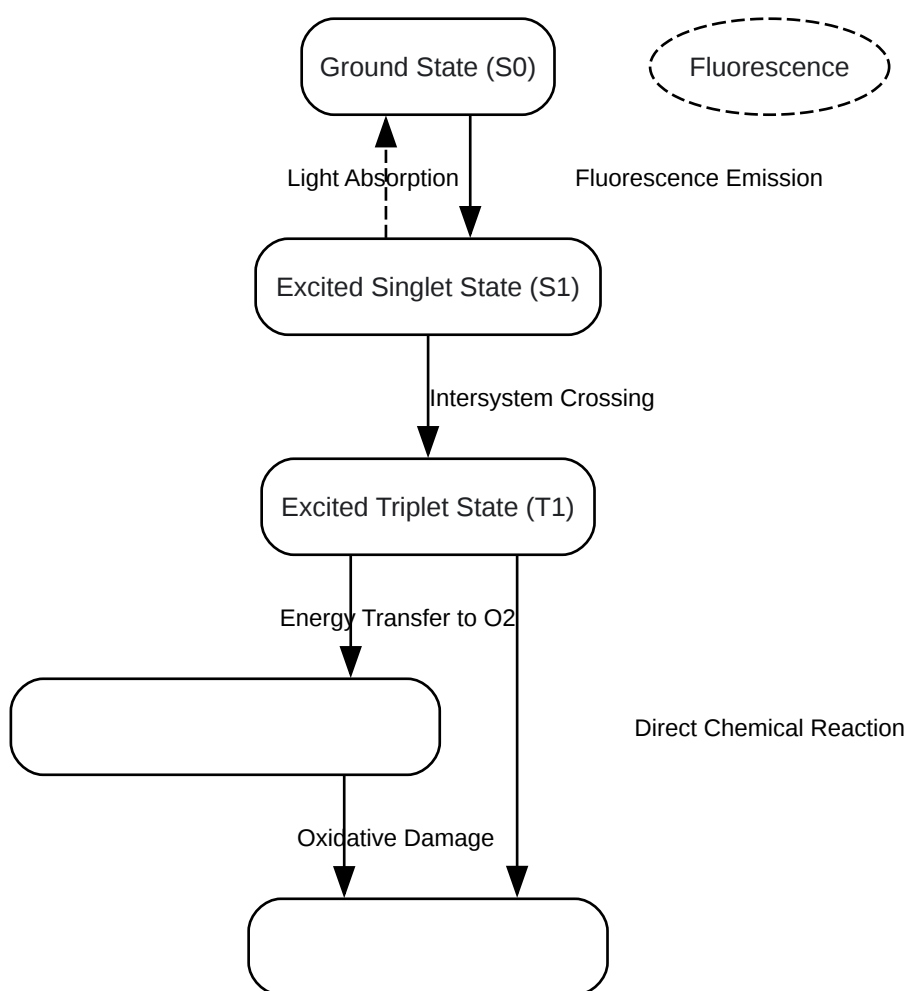 Ground State (S0)
Fluorescence
Light Absorption
Fluorescence Emission
Excited Singlet State (S1)
Intersystem Crossing
Excited Triplet State (T1)
Energy Transfer to O2
Direct Chemical Reaction
Oxidative Damage